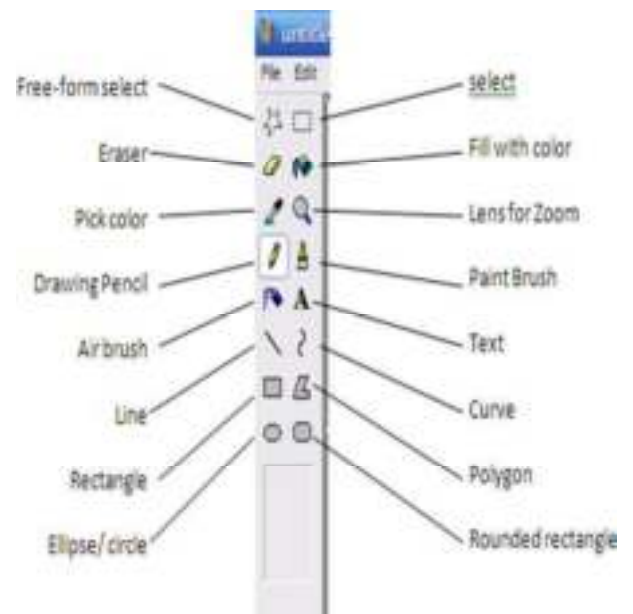 untitle
File Edit
Free-form select
select
Eraser
Fill with color
Pick color
Lens for Zoom
Drawing Pencil
Paint Brush
Air brush
A
Text
Line
Curve
Rectangle
Polygon
Ellipse/ circle
Rounded rectangle